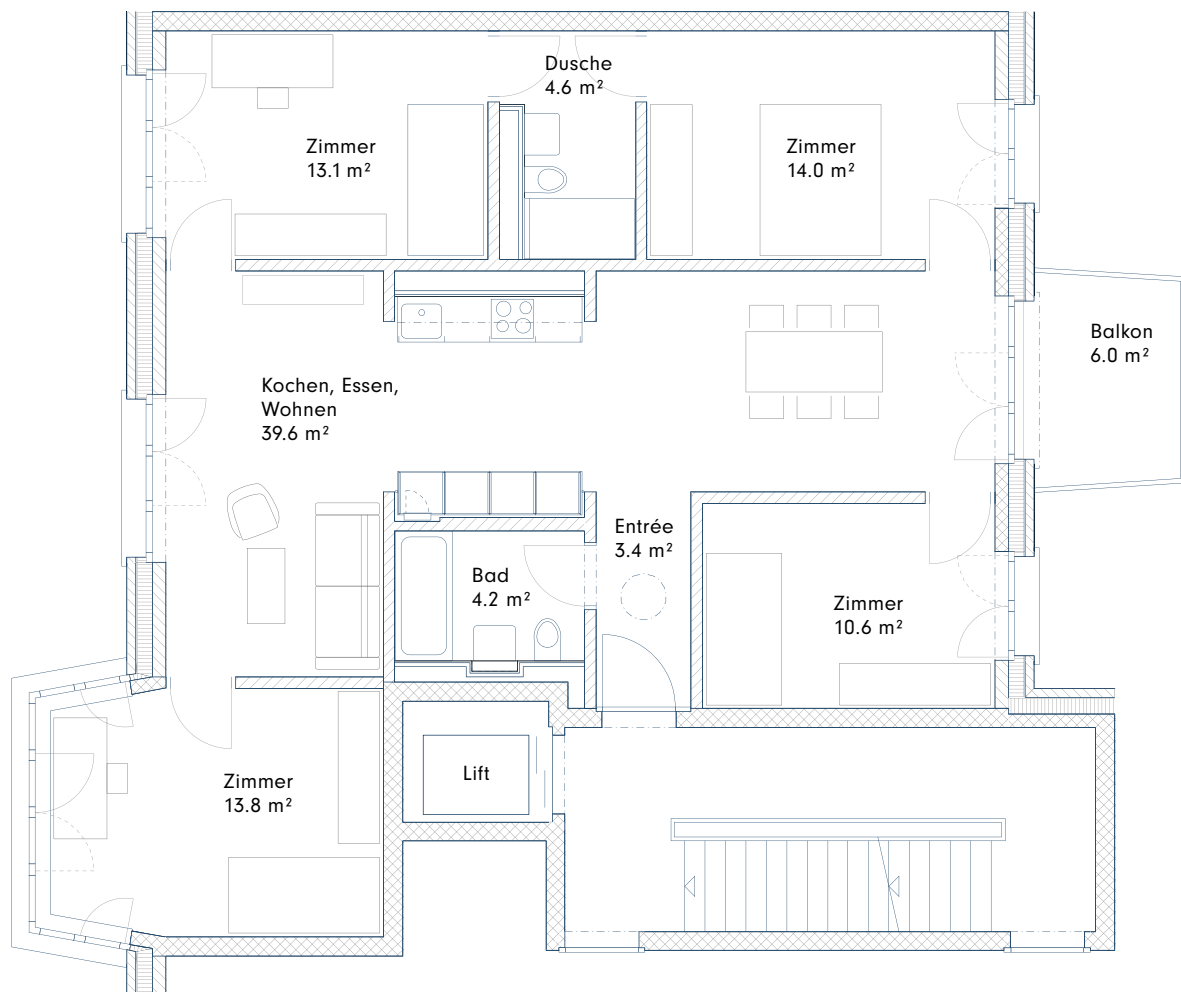 Dusche
4.6 m²
Zimmer
13.1 m²
Zimmer
14.0 m²
Balkon
6.0 m²
Kochen, Essen,
Wohnen
39.6 m²
Entrée
3.4 m²
Bad
4.2 m²
Zimmer
10.6 m²
Lift
Zimmer
13.8 m²